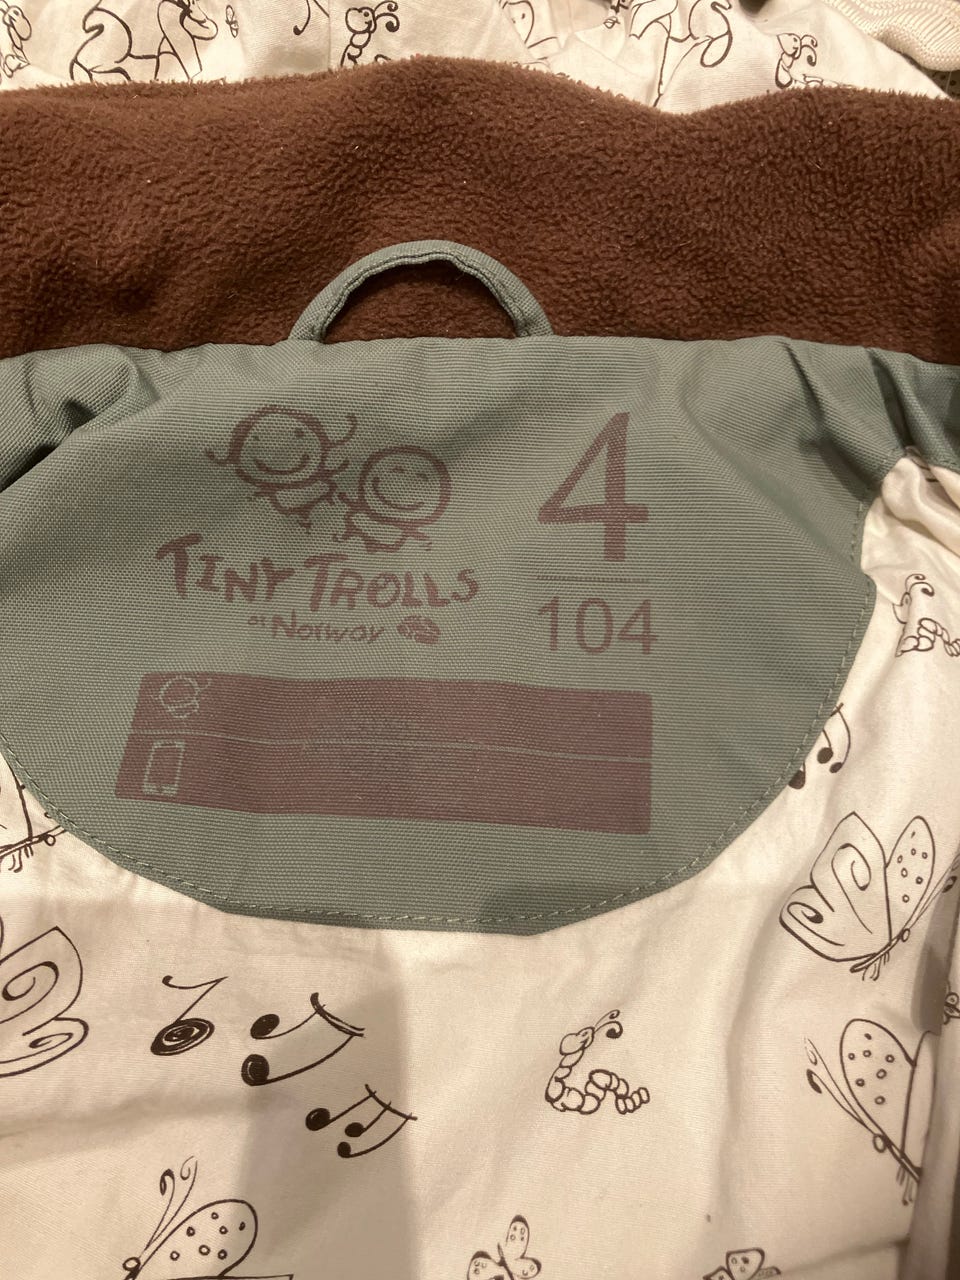 4
TINY TROLLS
of Norway
104